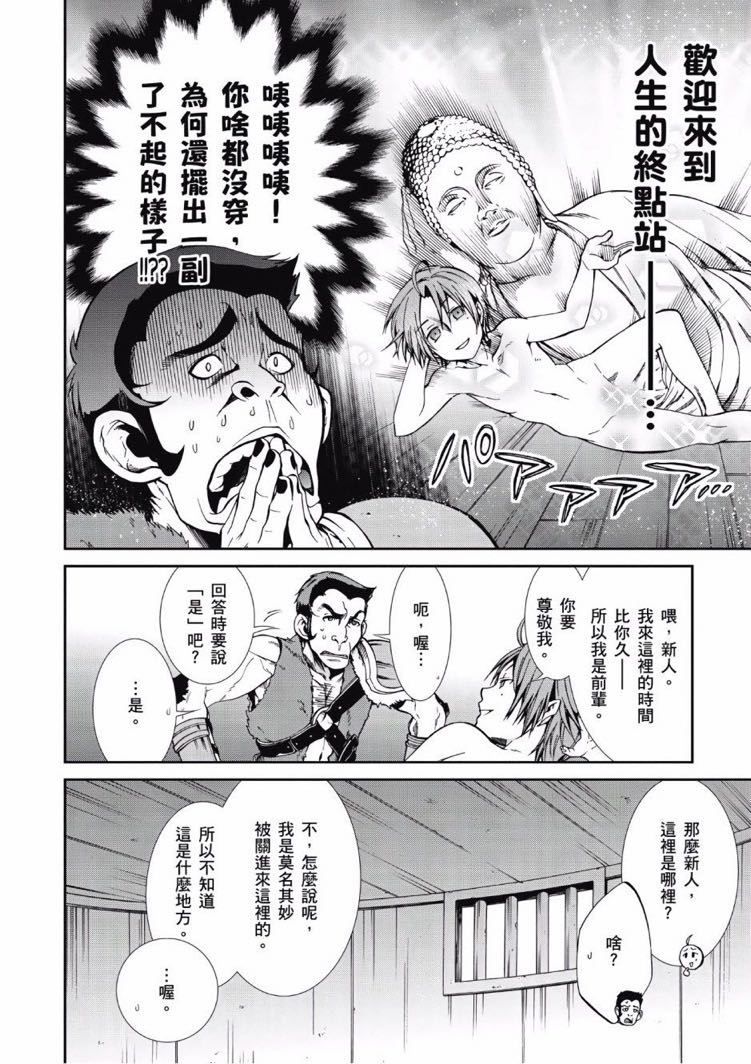 歡迎來到
人生的終點站——…
咦咦咦咦！
你啥都沒穿，
為何還擺出一副
了不起的樣子!!??
パアアアア…
喂，新人。
我來這裡的時間
比你久——
所以我是前輩。
你要
尊敬我。
呃，喔…
回答時要說
「是」吧？
…是。
那麼新人，
這裡是哪裡？
啥？
不，怎麼說呢，
我是莫名其妙
被關進來這裡的。
所以不知道
這是什麼地方。
…喔。